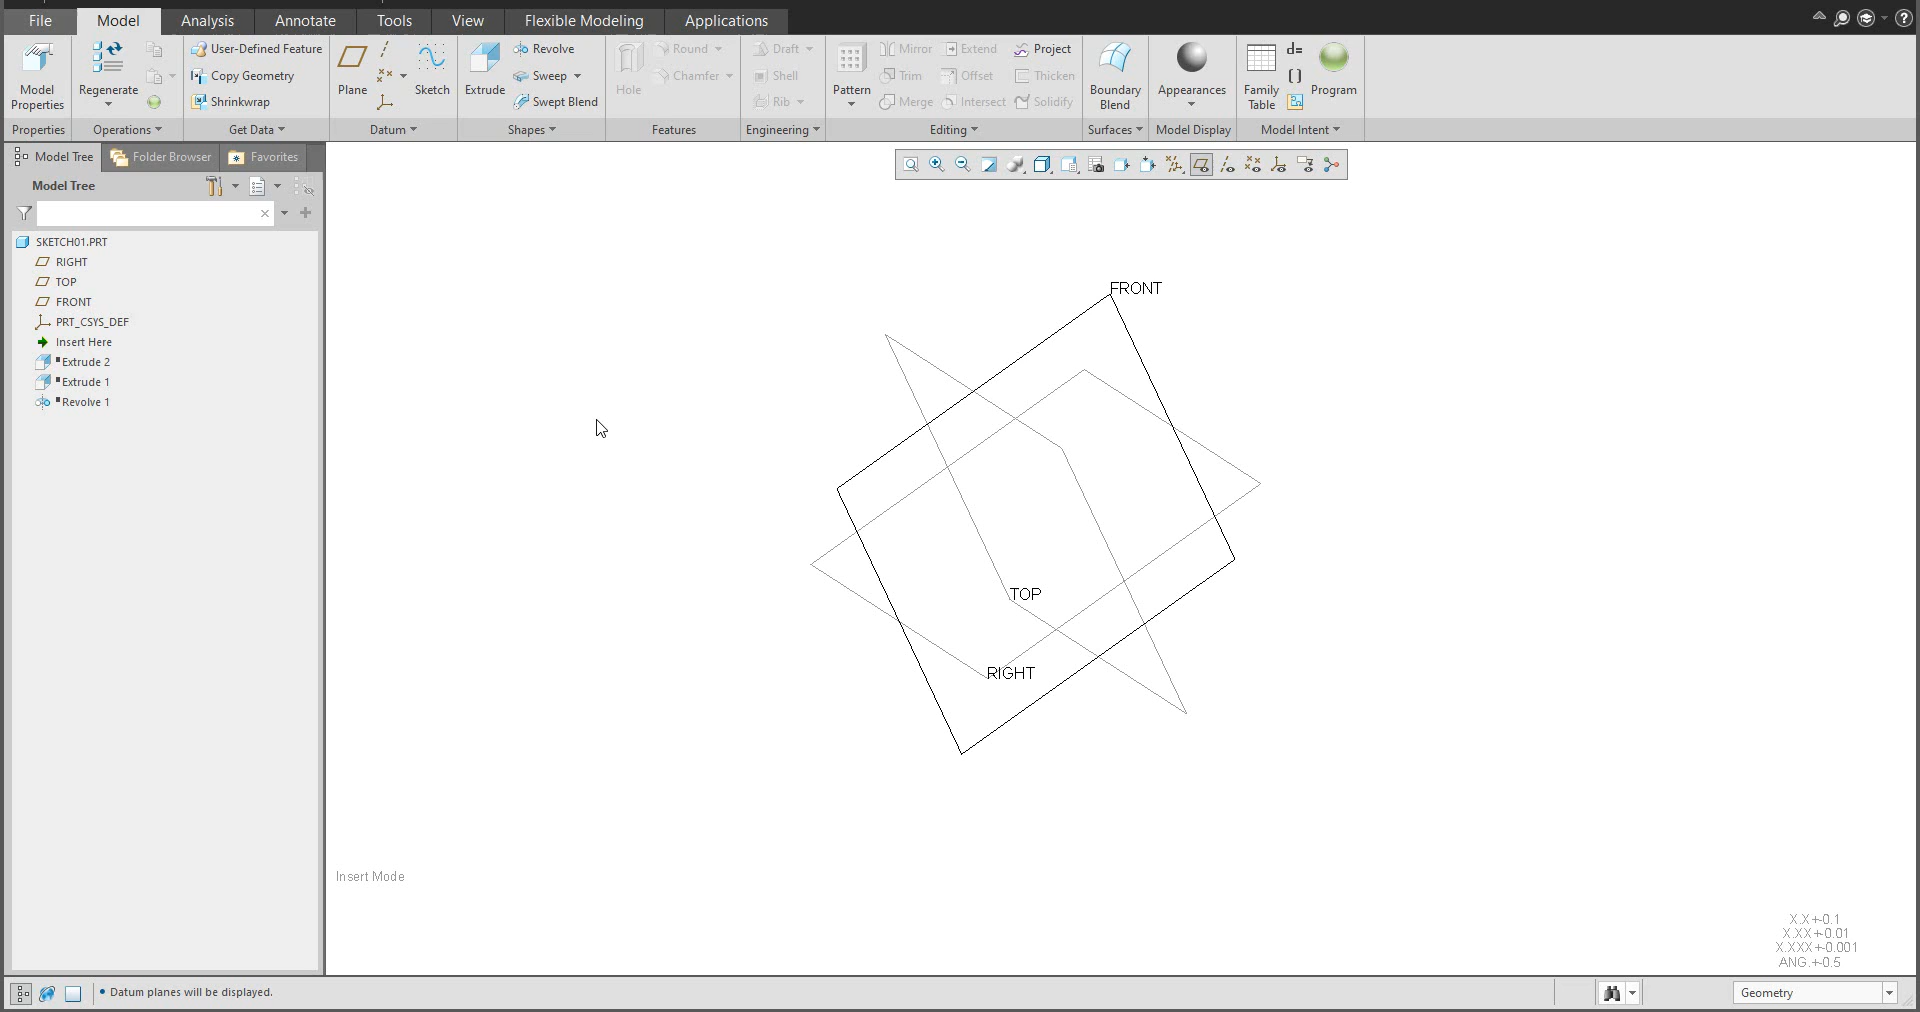 File Model Analysis Annotate Tools View Flexible Modeling Applications
Model Properties
Regenerate
User-Defined Feature
Copy Geometry
Shrinkwrap
Plane
Sketch
Extrude
Revolve
Sweep
Swept Blend
Hole
Round
Chamfer
Draft
Shell
Rib
Pattern
Mirror
Trim
Merge
Extend
Offset
Intersect
Project
Thicken
Solidify
Boundary Blend
Appearances
Family Table
d=
[ ]
Program
Properties Operations Get Data Datum Shapes Features Engineering Editing Surfaces Model Display Model Intent
Model Tree Folder Browser Favorites
Model Tree
SKETCH01.PRT
RIGHT
TOP
FRONT
PRT_CSYS_DEF
Insert Here
Extrude 2
Extrude 1
Revolve 1
FRONT
TOP
RIGHT
Insert Mode
X.X+-0.1
X.XX+-0.01
X.XXX+-0.001
ANG.+-0.5
• Datum planes will be displayed.
Geometry